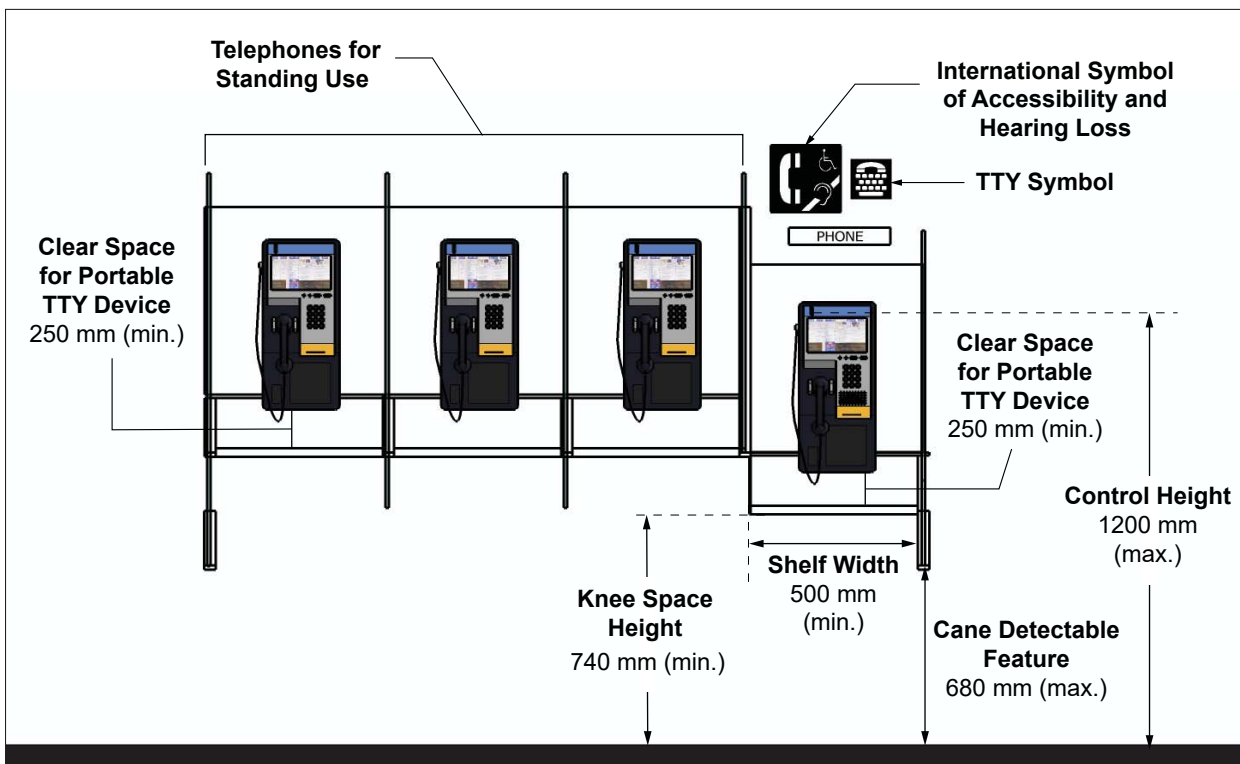 Telephones for
Standing Use
International Symbol
of Accessibility and
Hearing Loss
TTY Symbol
PHONE
Clear Space
for Portable
TTY Device
250 mm (min.)
Clear Space
for Portable
TTY Device
250 mm (min.)
Control Height
1200 mm
(max.)
Shelf Width
500 mm
(min.)
Knee Space
Height
740 mm (min.)
Cane Detectable
Feature
680 mm (max.)